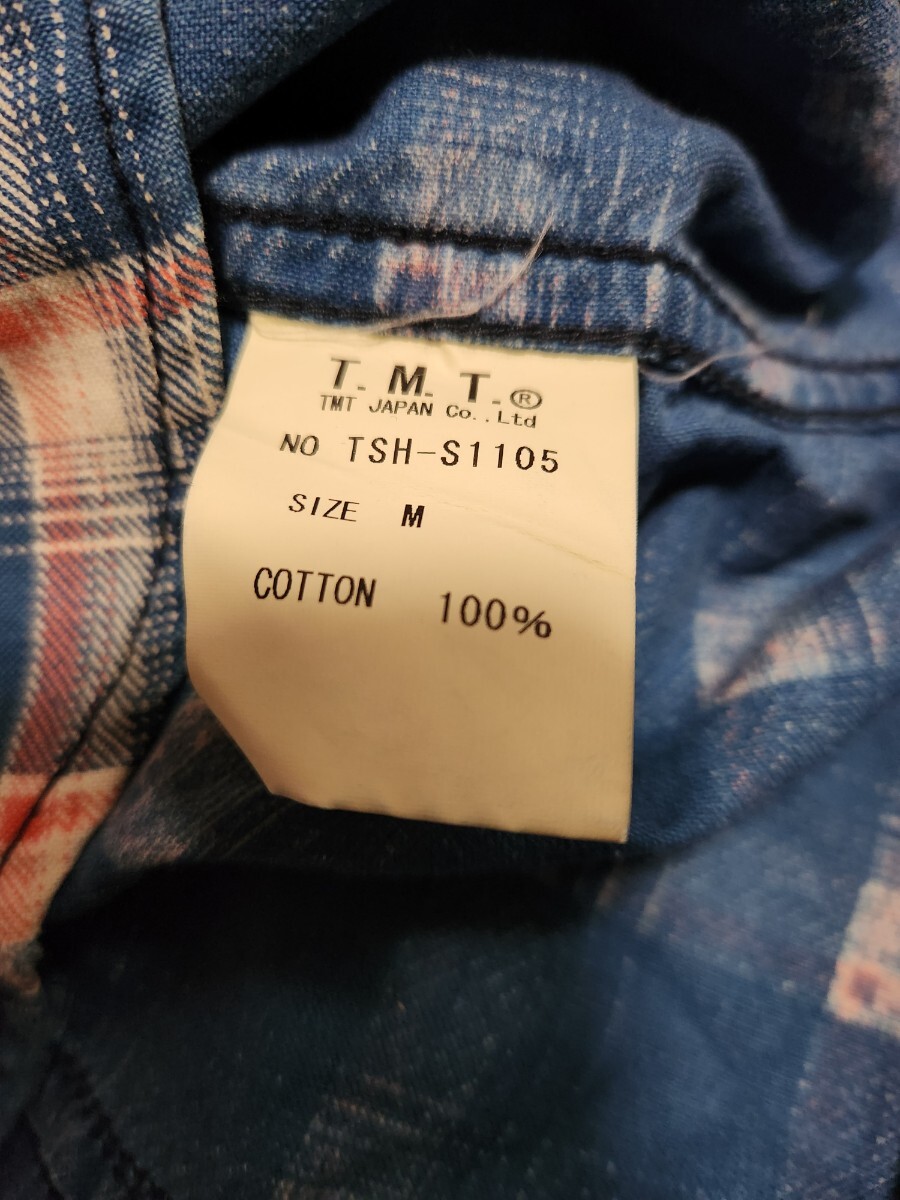 T. M. T.®
TMT JAPAN Co.,Ltd
NO TSH-S1105
SIZE M
COTTON 100%